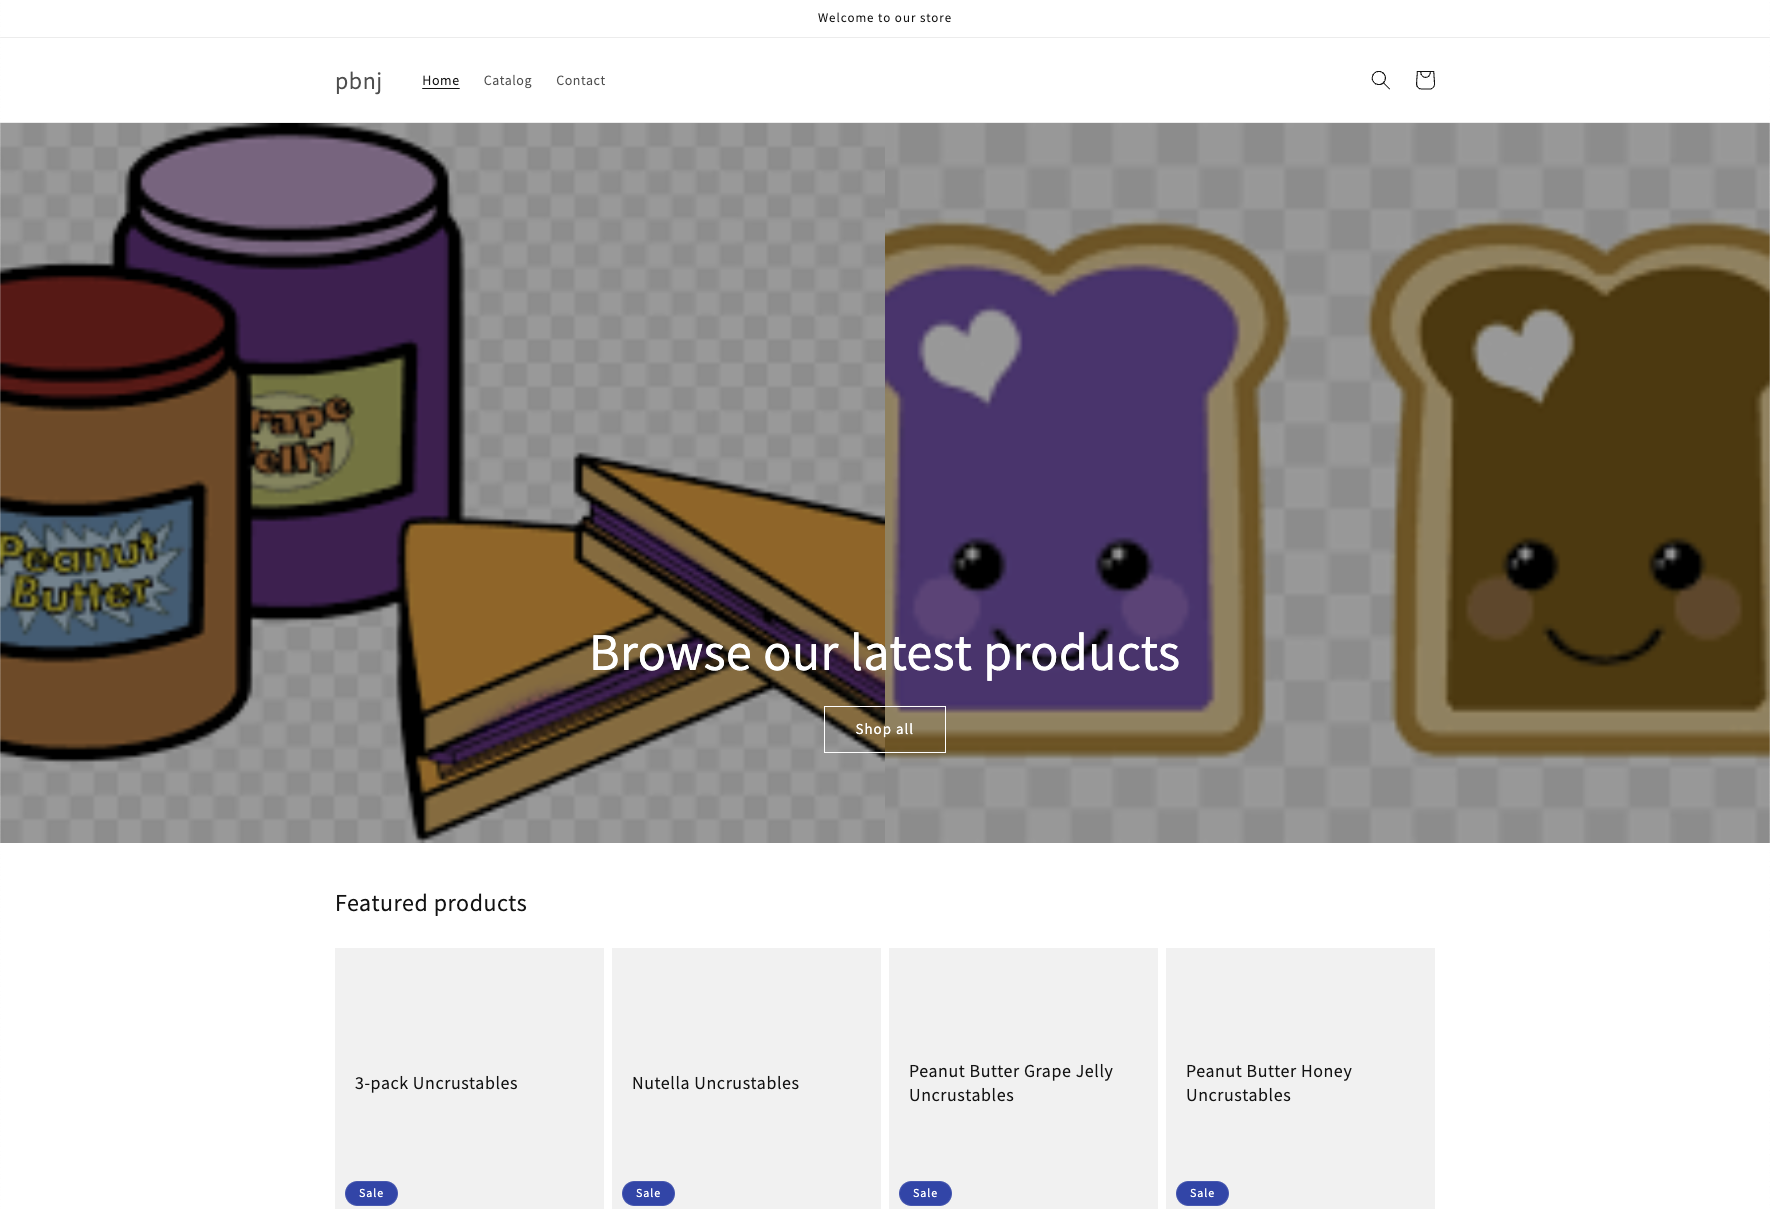 Welcome to our store
pbnj
Home
Catalog
Contact
rape
elly
Peanut
Butter
Browse our latest products
Shop all
Featured products
3-pack Uncrustables
Nutella Uncrustables
Peanut Butter Grape Jelly
Uncrustables
Peanut Butter Honey
Uncrustables
Sale
Sale
Sale
Sale